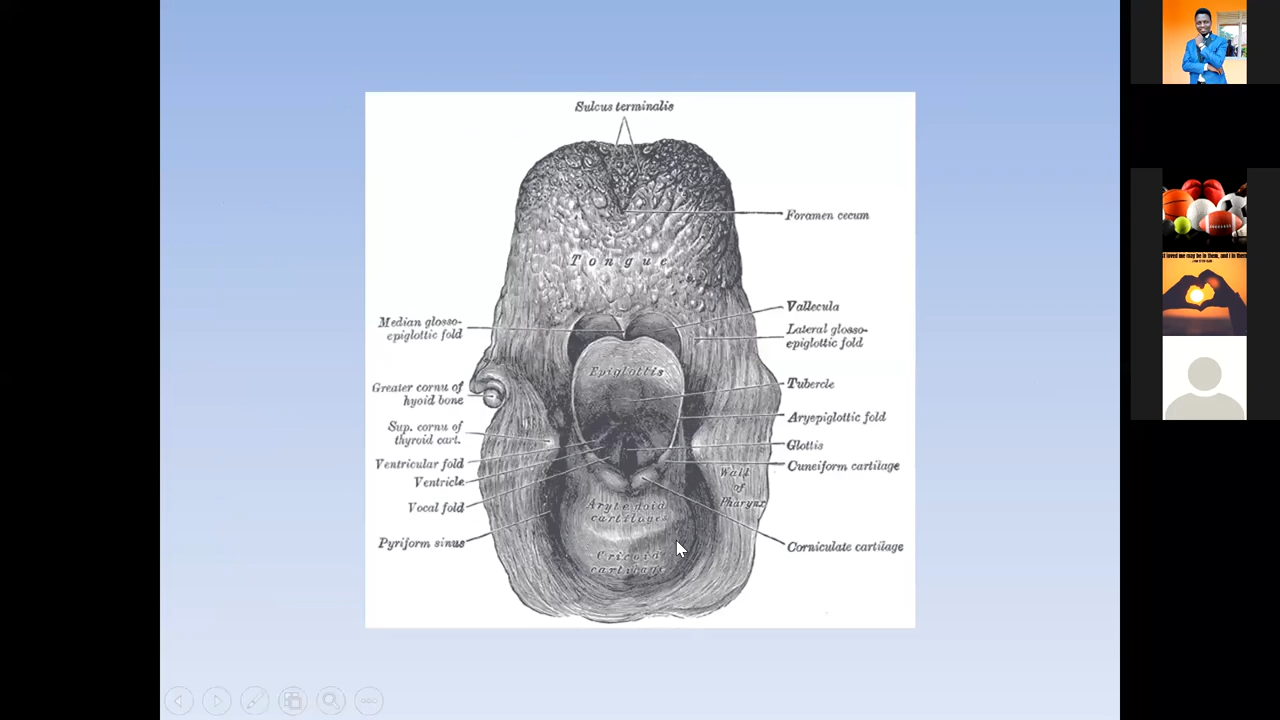 Sulcus terminalis
Foramen cecum
Tongue
Median glosso-
epiglottic fold
Vallecula
Lateral glosso-
epiglottic fold
Epiglottis
Greater cornu of
hyoid bone
Tubercle
Aryepiglottic fold
Sup. cornu of
thyroid cart.
Glottis
Ventricular fold
Cuneiform cartilage
Ventricle
Wall
of
Pharynx
Vocal fold
Arytenoid
cartilages
Pyriform sinus
Corniculate cartilage
Cricoid
cartilage